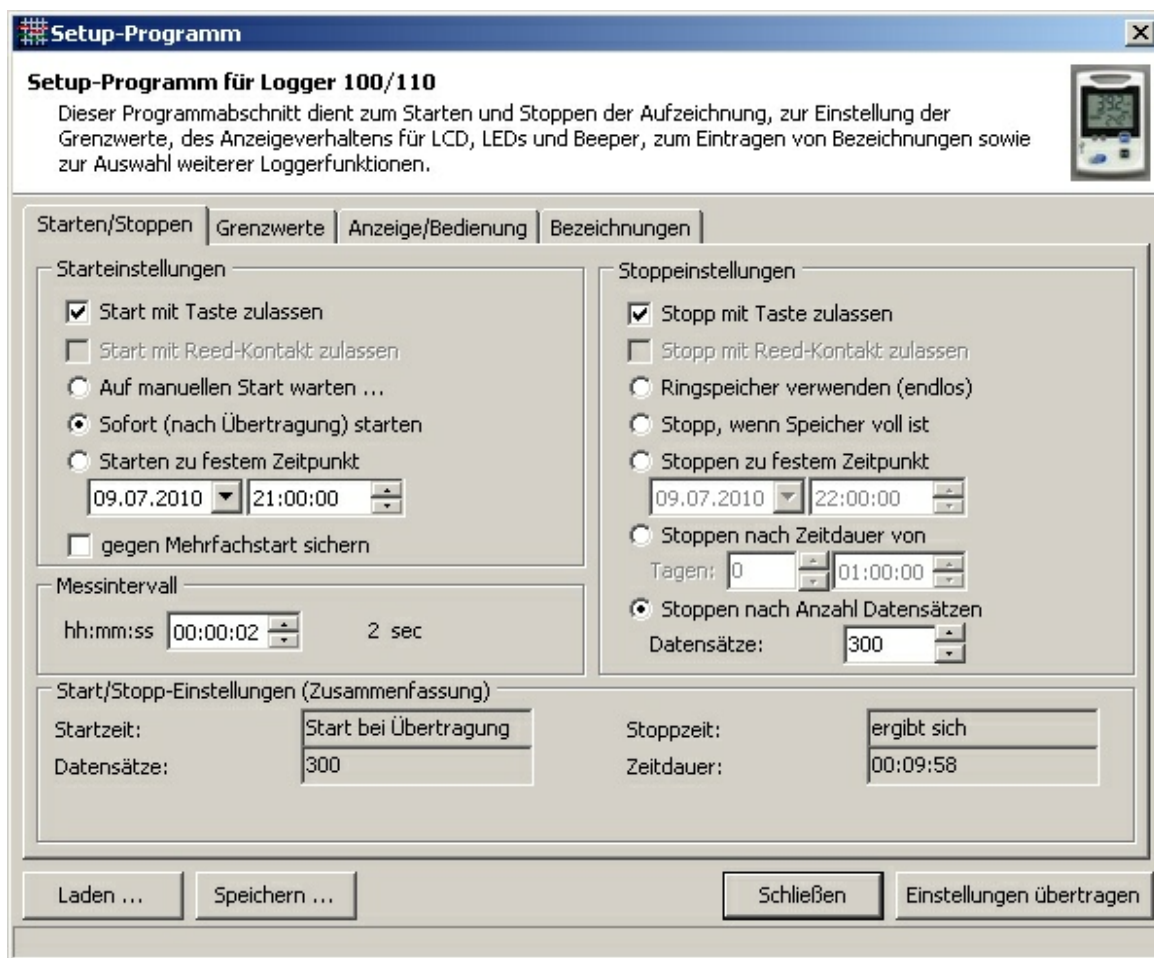 Setup-Programm
Setup-Programm für Logger 100/110
Dieser Programmabschnitt dient zum Starten und Stoppen der Aufzeichnung, zur Einstellung der
Grenzwerte, des Anzeigeverhaltens für LCD, LEDs und Beeper, zum Eintragen von Bezeichnungen sowie
zur Auswahl weiterer Loggerfunktionen.
Starten/Stoppen Grenzwerte Anzeige/Bedienung Bezeichnungen
Starteinstellungen
Start mit Taste zulassen
Start mit Reed-Kontakt zulassen
Auf manuellen Start warten ...
Sofort (nach Übertragung) starten
Starten zu festem Zeitpunkt
09.07.2010 21:00:00
gegen Mehrfachstart sichern
Messintervall
hh:mm:ss 00:00:02 2 sec
Stoppeinstellungen
Stopp mit Taste zulassen
Stopp mit Reed-Kontakt zulassen
Ringspeicher verwenden (endlos)
Stopp, wenn Speicher voll ist
Stoppen zu festem Zeitpunkt
09.07.2010 22:00:00
Stoppen nach Zeitdauer von
Tagen: 0 01:00:00
Stoppen nach Anzahl Datensätzen
Datensätze: 300
Start/Stopp-Einstellungen (Zusammenfassung)
Startzeit: Start bei Übertragung Stoppzeit: ergibt sich
Datensätze: 300 Zeitdauer: 00:09:58
Laden ... Speichern ... Schließen Einstellungen übertragen